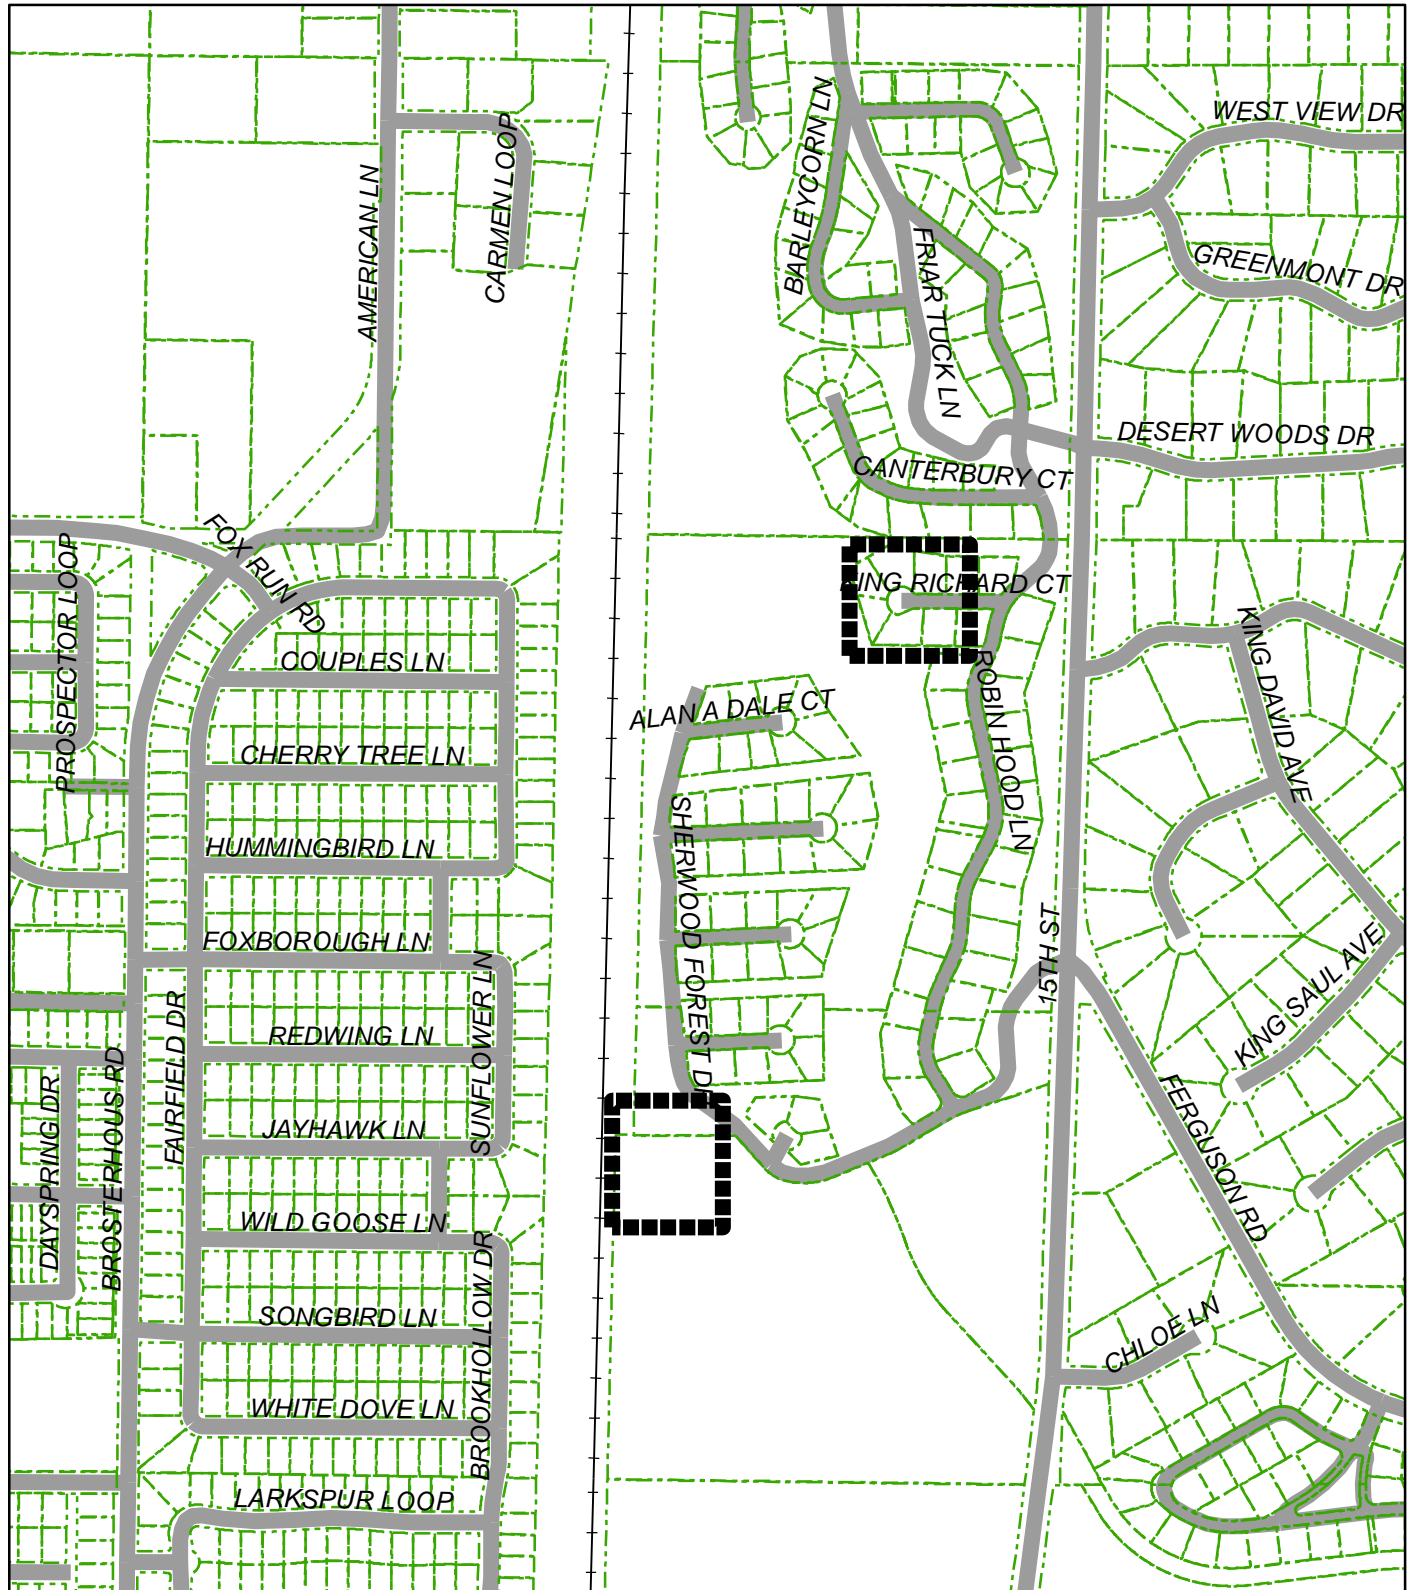 WEST VIEW DR
BARLEYCORN LN
CARMEN LOOP
AMERICAN LN
FRIAR TUCK LN
GREENMONT DR
DESERT WOODS DR
CANTERBURY CT
FOX RUN RD
PROSPECTOR LOOP
KING RICHARD CT
KING DAVID AVE
COUPLES LN
ROBIN HOOD LN
ALAN A DALE CT
CHERRY TREE LN
SHERWOOD FOREST DR
HUMMINGBIRD LN
15TH ST
FOXBOROUGH LN
KING SAUL AVE
SUNFLOWER LN
FAIRFIELD DR
REDWING LN
BROSTERHOUS RD
DAYSPRING DR
FERGUSON RD
JAYHAWK LN
WILD GOOSE LN
BROOKHOLLOW DR
SONGBIRD LN
CHLOE LN
WHITE DOVE LN
LARKSPUR LOOP